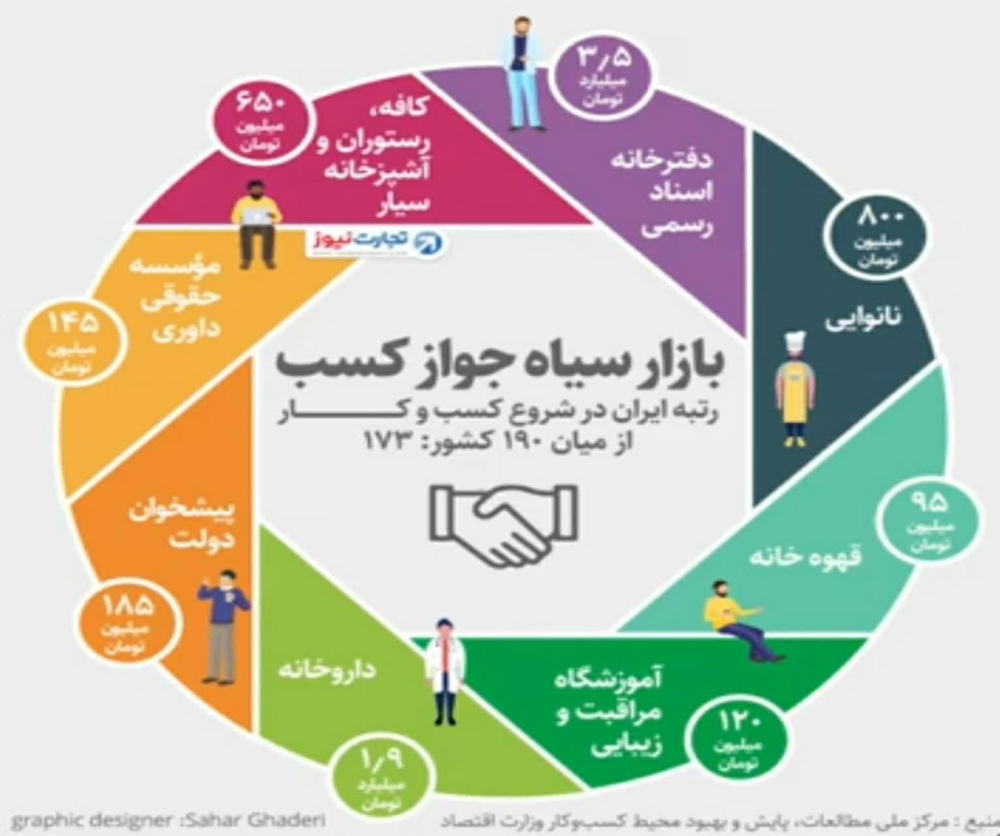 بازار سیاه جواز کسب
رتبه ایران در شروع کسب و کـــــــار
از میان ۱۹۰ کشور: ۱۷۳
۳٫۵
میلیارد
تومان
دفترخانه
اسناد
رسمی
۸۰۰
میلیون
تومان
نانوایی
۹۵
میلیون
تومان
قهوه خانه
۱۲۰
میلیون
تومان
آموزشگاه
مراقبت و
زیبایی
۱٫۹
میلیارد
تومان
داروخانه
۱۸۵
میلیون
تومان
پیشخوان
دولت
۱۴۵
میلیون
تومان
مؤسسه
حقوقی
داوری
۶۵۰
میلیون
تومان
کافه،
رستوران و
آشپزخانه
سیار
تجارت‌نیوز
منبع : مرکز ملی مطالعات، پایش و بهبود محیط کسب‌وکار وزارت اقتصاد
graphic designer :Sahar Ghaderi